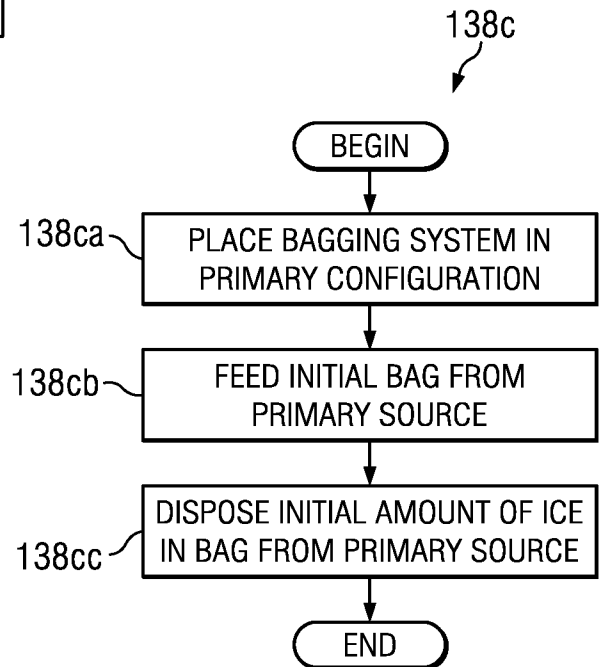 138c
BEGIN
138ca
PLACE BAGGING SYSTEM IN
PRIMARY CONFIGURATION
138cb
FEED INITIAL BAG FROM
PRIMARY SOURCE
138cc
DISPOSE INITIAL AMOUNT OF ICE
IN BAG FROM PRIMARY SOURCE
END